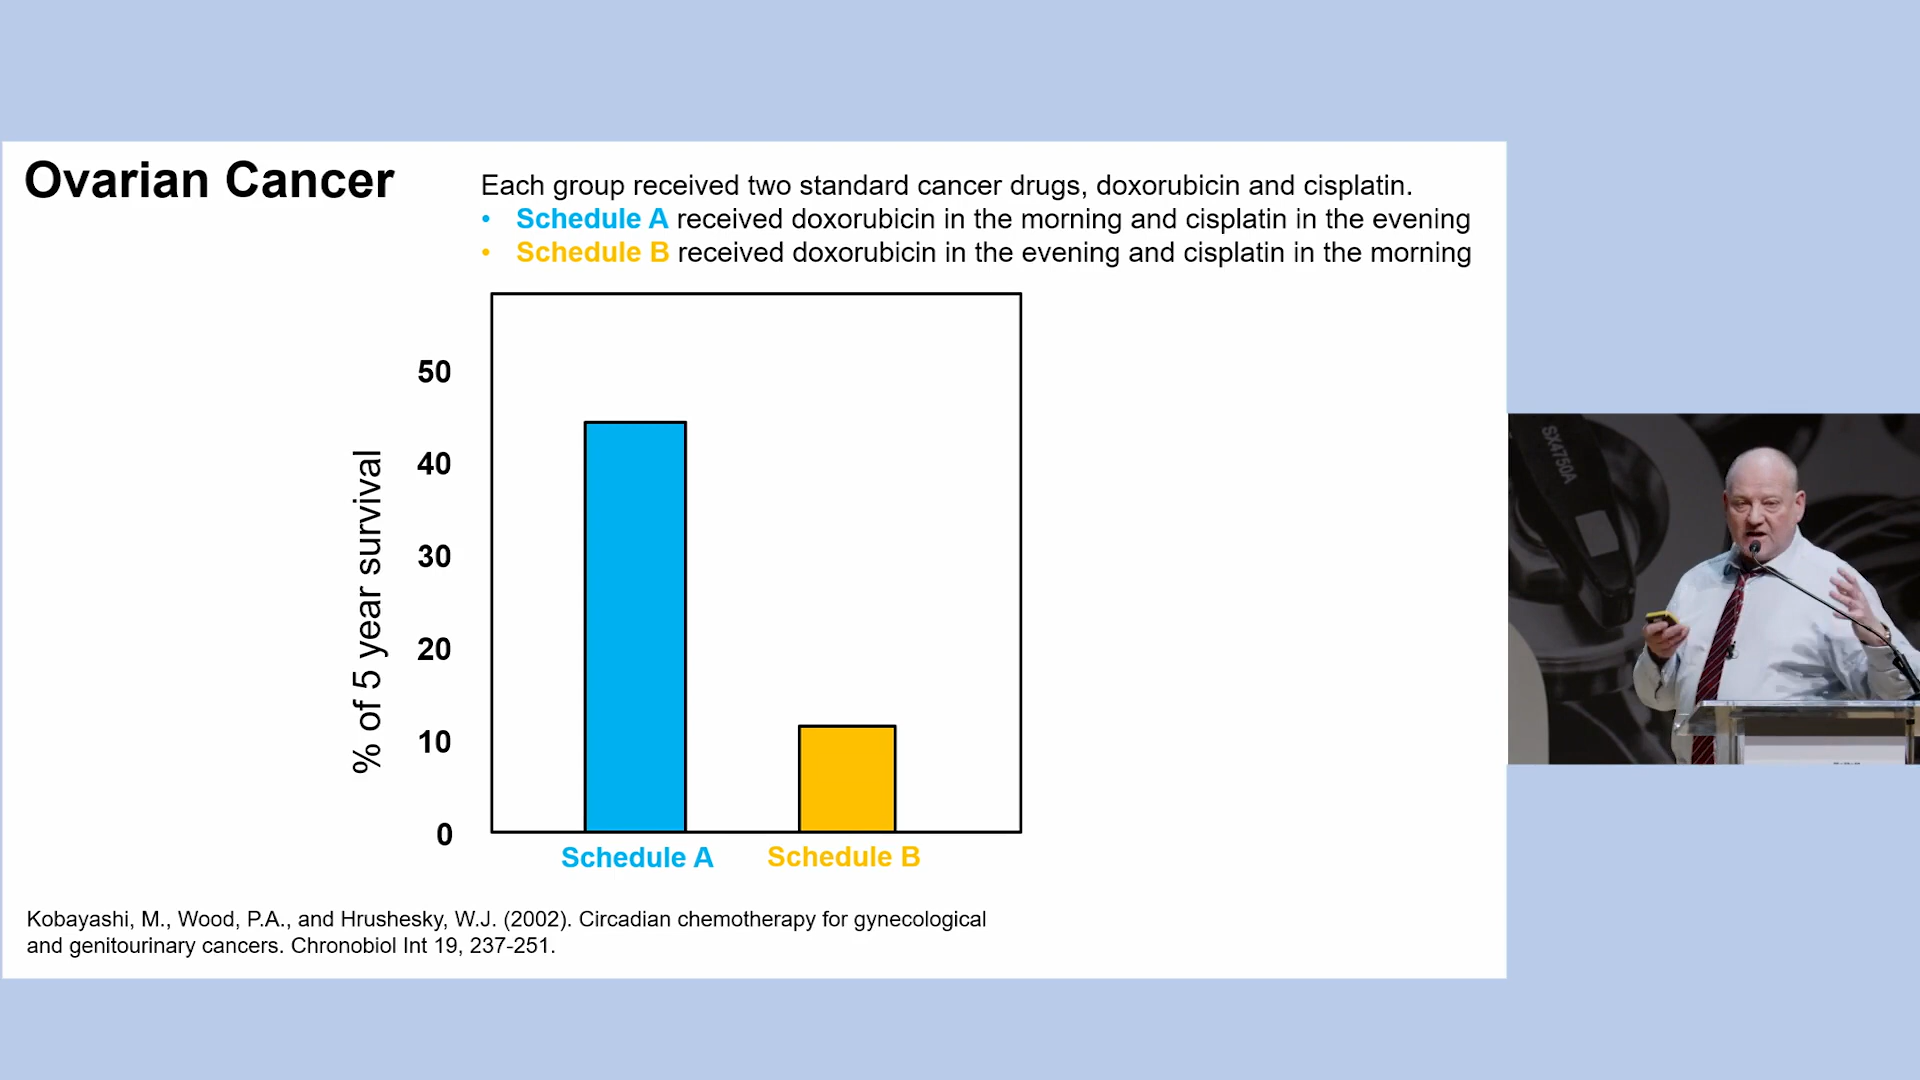 Ovarian Cancer
Each group received two standard cancer drugs, doxorubicin and cisplatin.
• Schedule A received doxorubicin in the morning and cisplatin in the evening
• Schedule B received doxorubicin in the evening and cisplatin in the morning
% of 5 year survival
50
40
30
20
10
0
Schedule A
Schedule B
Kobayashi, M., Wood, P.A., and Hrushesky, W.J. (2002). Circadian chemotherapy for gynecological
and genitourinary cancers. Chronobiol Int 19, 237-251.
SX4750A